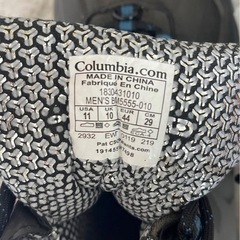 Columbia.com
MADE IN CHINA
Fabriqué En Chine
1830431010
MEN'S BM5555-010
USA UK EUR CM
11 10 44 29
2932 219